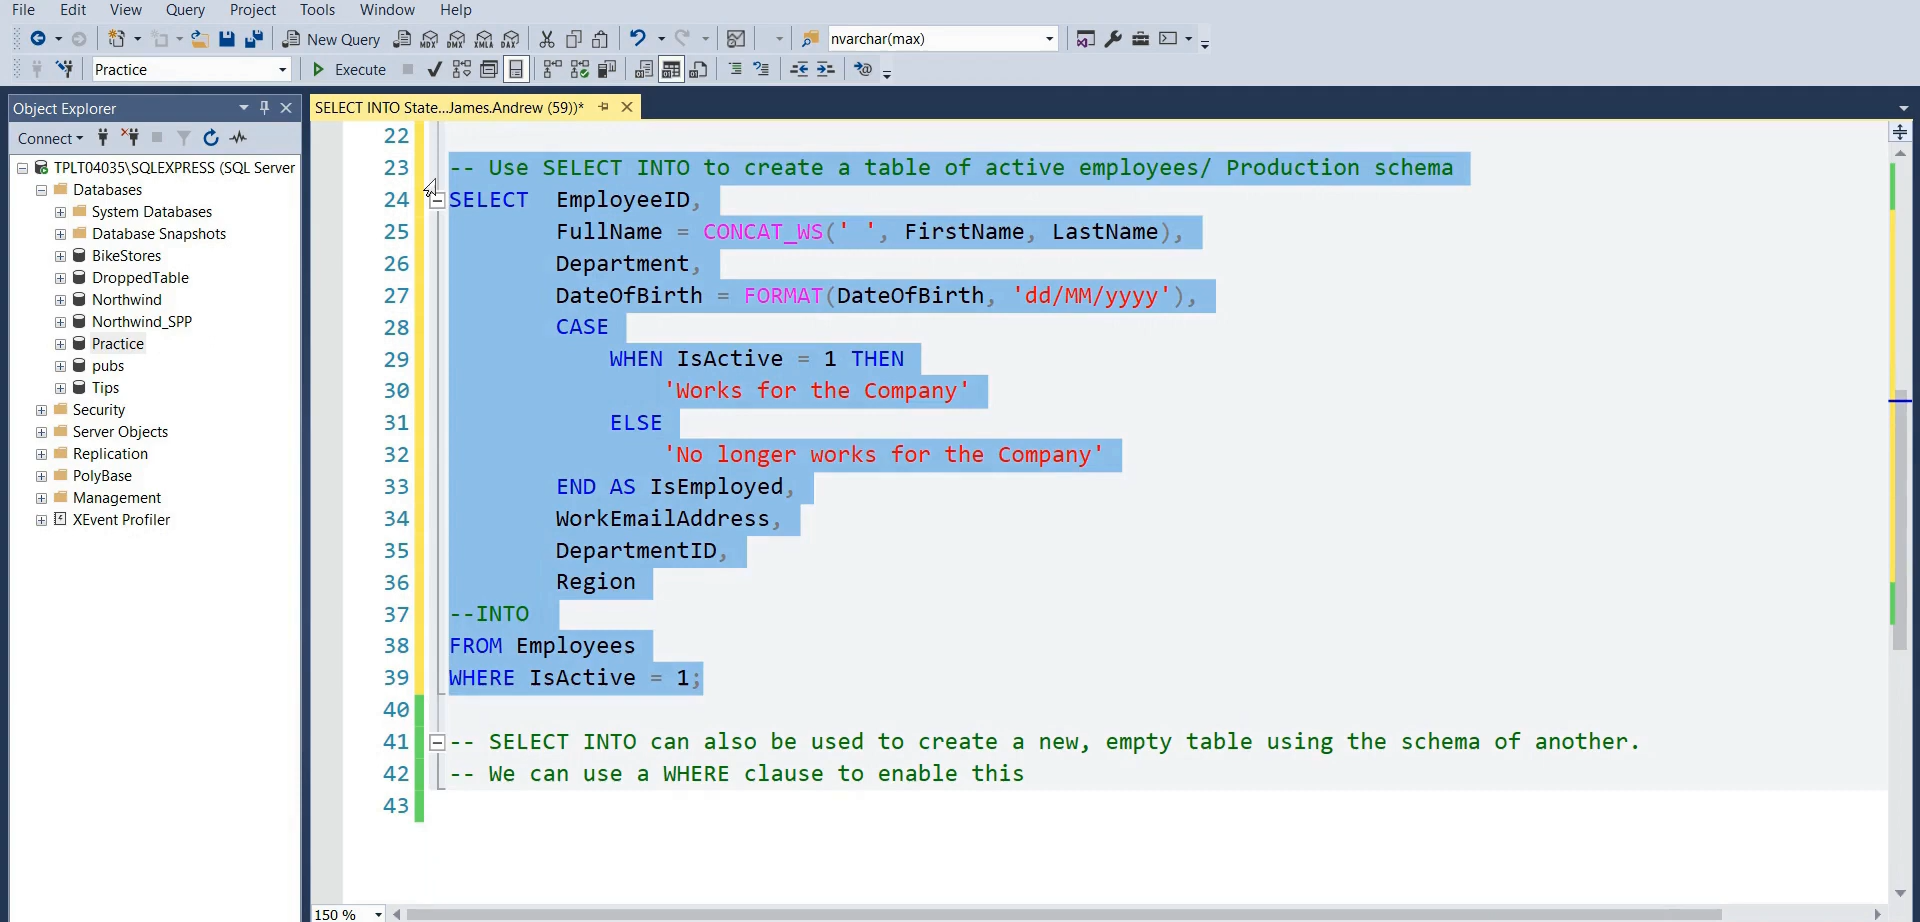 File Edit View Query Project Tools Window Help
New Query MDX DMX XMLA DAX nvarchar(max)
Practice Execute
Object Explorer
Connect
TPLT04035\SQLEXPRESS (SQL Server
Databases
System Databases
Database Snapshots
BikeStores
DroppedTable
Northwind
Northwind_SPP
Practice
pubs
Tips
Security
Server Objects
Replication
PolyBase
Management
XEvent Profiler
SELECT INTO State...James.Andrew (59))*
22
23 -- Use SELECT INTO to create a table of active employees/ Production schema
24 SELECT EmployeeID,
25 FullName = CONCAT_WS(' ', FirstName, LastName),
26 Department,
27 DateOfBirth = FORMAT(DateOfBirth, 'dd/MM/yyyy'),
28 CASE
29 WHEN IsActive = 1 THEN
30 'Works for the Company'
31 ELSE
32 'No longer works for the Company'
33 END AS IsEmployed,
34 WorkEmailAddress,
35 DepartmentID,
36 Region
37 --INTO
38 FROM Employees
39 WHERE IsActive = 1;
40
41 -- SELECT INTO can also be used to create a new, empty table using the schema of another.
42 -- We can use a WHERE clause to enable this
43
150 %